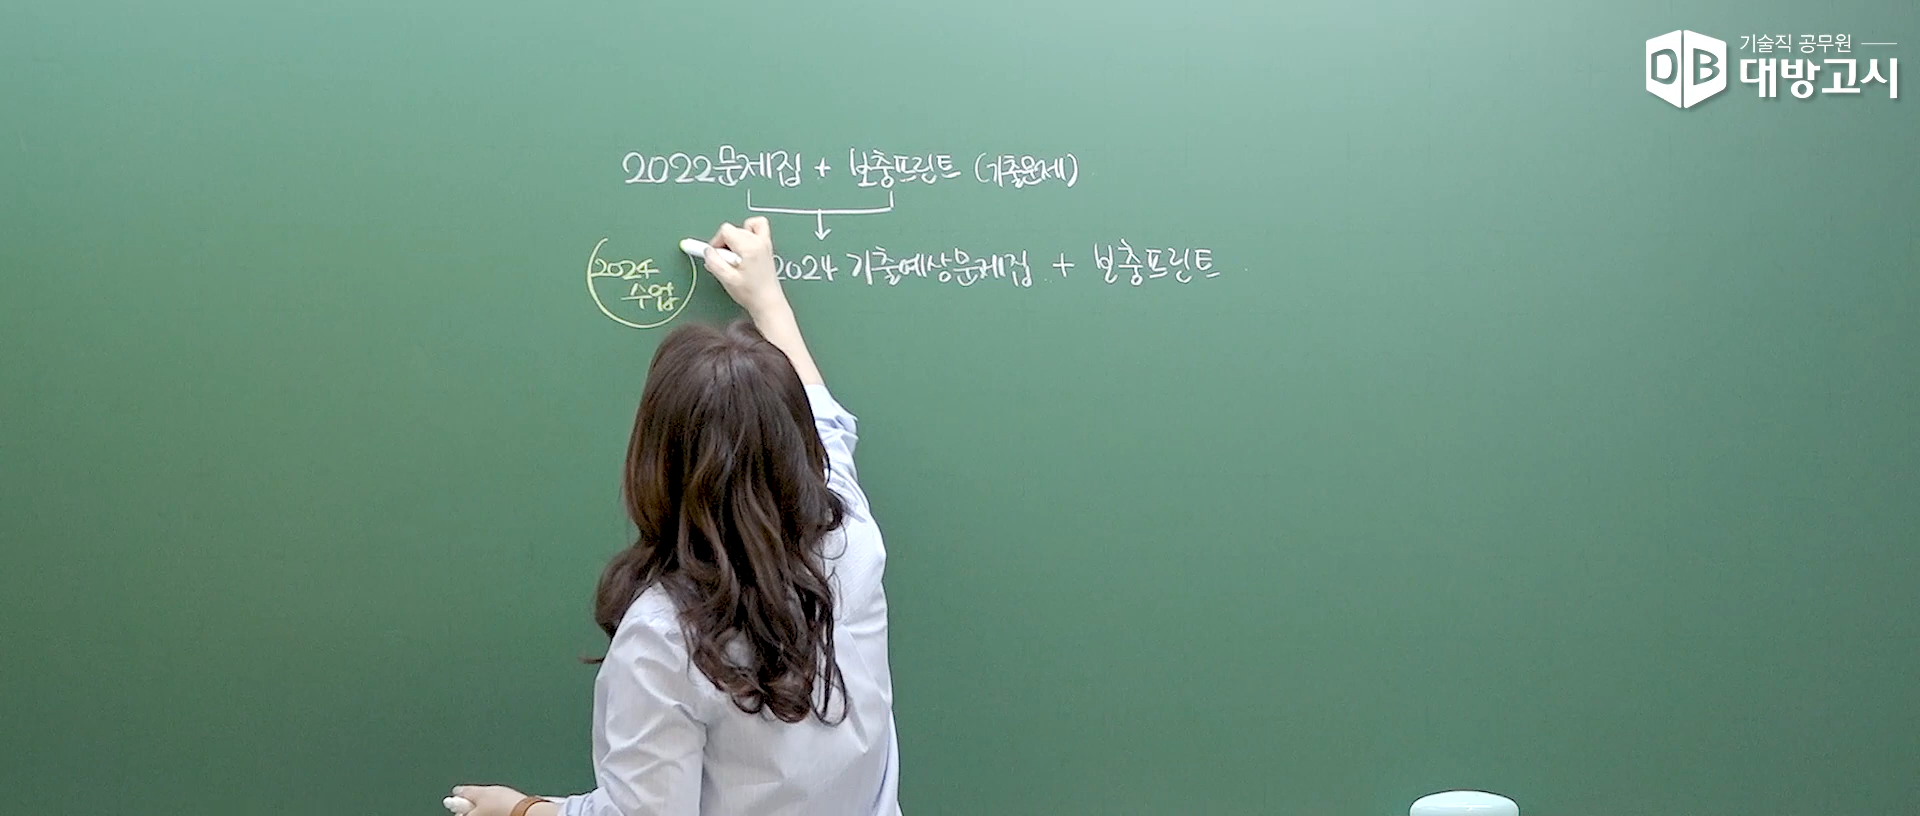 기술직 공무원
DB 대방고시
2022문제집 + 보충프린트 (기출문제)
2024 기출예상문제집 + 보충프린트
2024
수업